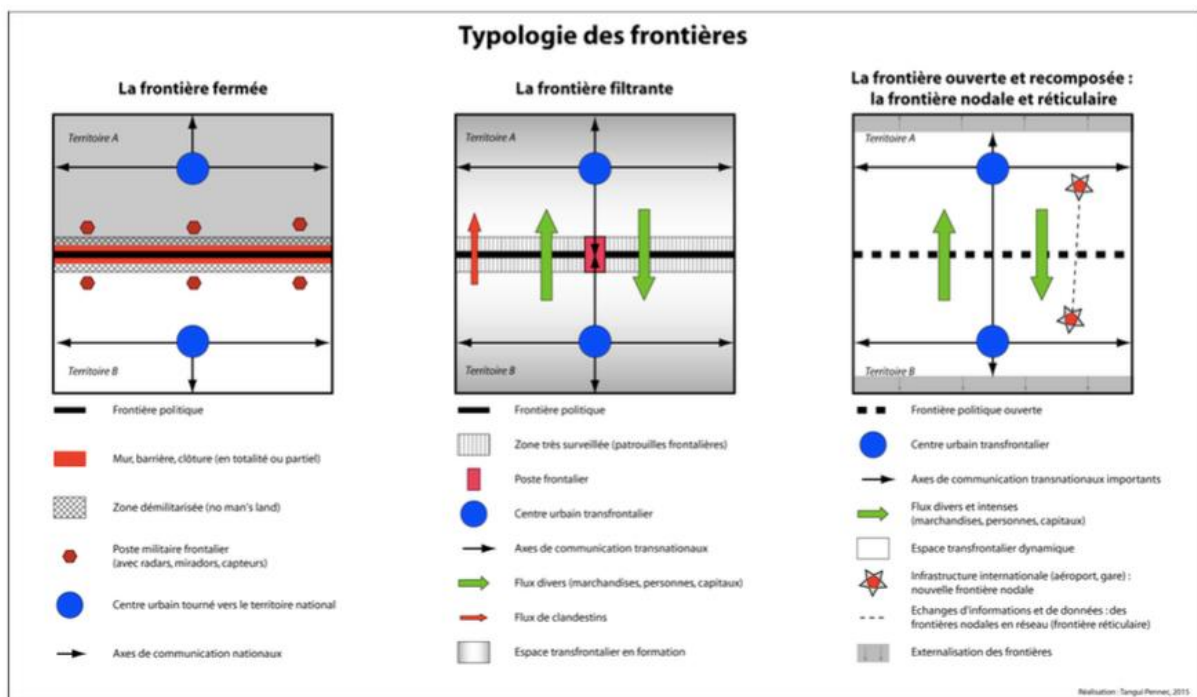 Typologie des frontières
La frontière fermée
Territoire A
Territoire B
Frontière politique
Mur, barrière, clôture (en totalité ou partiel)
Zone démilitarisée (no man's land)
Poste militaire frontalier
(avec radars, miradors, capteurs)
Centre urbain tourné vers le territoire national
Axes de communication nationaux
La frontière filtrante
Territoire A
Territoire B
Frontière politique
Zone très surveillée (patrouilles frontalières)
Poste frontalier
Centre urbain transfrontalier
Axes de communication transnationaux
Flux divers (marchandises, personnes, capitaux)
Flux de clandestins
Espace transfrontalier en formation
La frontière ouverte et recomposée :
la frontière nodale et réticulaire
Territoire A
Territoire B
Frontière politique ouverte
Centre urbain transfrontalier
Axes de communication transnationaux importants
Flux divers et intenses
(marchandises, personnes, capitaux)
Espace transfrontalier dynamique
Infrastructure internationale (aéroport, gare) :
nouvelle frontière nodale
Echanges d'informations et de données : des
frontières nodales en réseau (frontière réticulaire)
Externalisation des frontières
Réalisation : Tangui Pennec, 2015